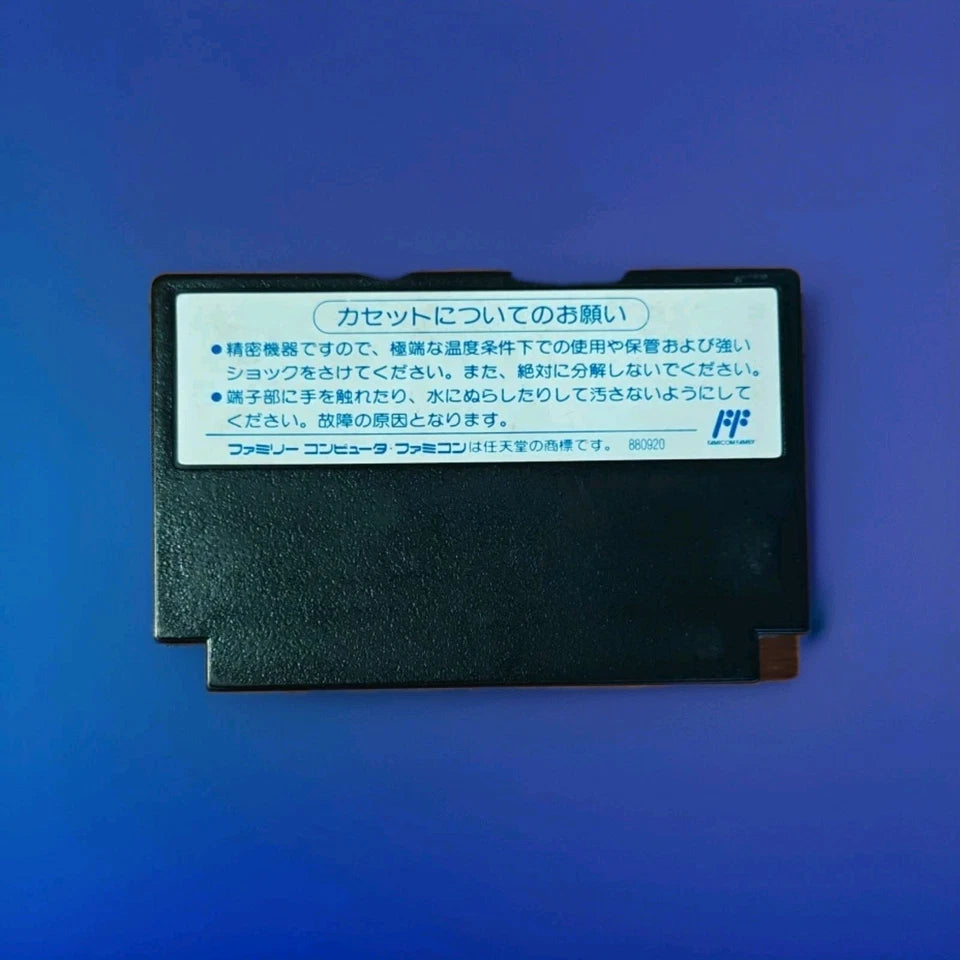 カセットについてのお願い
●精密機器ですので、極端な温度条件下での使用や保管および強い
ショックをさけてください。また、絶対に分解しないでください。
●端子部に手を触れたり、水にぬらしたりして汚さないようにして
ください。故障の原因となります。
FF
FAMICOM FAMILY
ファミリー コンピュータ・ファミコンは任天堂の商標です。 880920